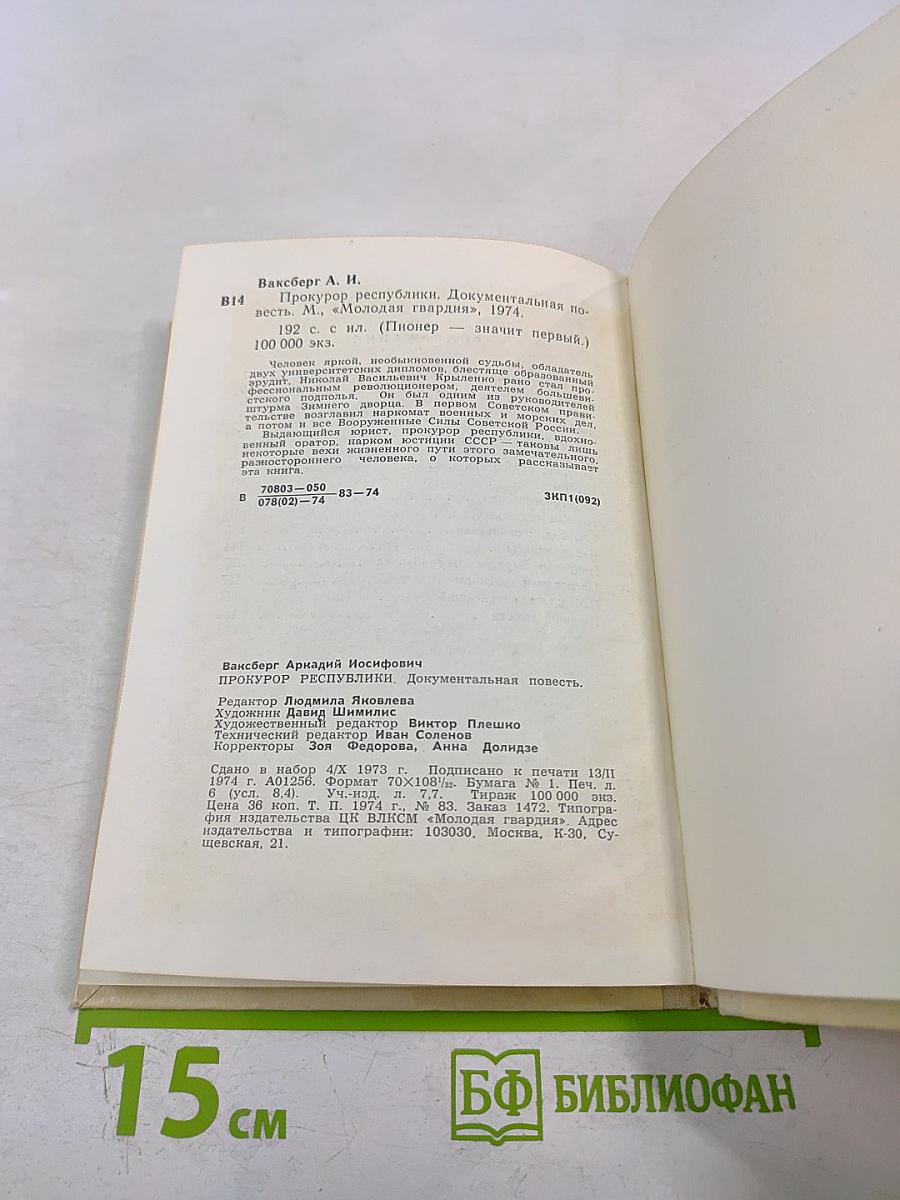 Ваксберг А. И.
В14 Прокурор республики. Документальная по-
весть. М., «Молодая гвардия», 1974.
192 с. с ил. (Пионер — значит первый.)
100 000 экз.
Человек яркой, необыкновенной судьбы, обладатель
двух университетских дипломов, блестяще образованный
эрудит, Николай Васильевич Крыленко рано стал про-
фессиональным революционером, деятелем большеви-
стского подполья. Он был одним из руководителей
штурма Зимнего дворца. В первом Советском прави-
тельстве возглавил наркомат военных и морских дел,
а потом и все Вооруженные Силы Советской России.
Выдающийся юрист, прокурор республики, вдохно-
венный оратор, нарком юстиции СССР — таковы лишь
некоторые вехи жизненного пути этого замечательного,
разностороннего человека, о которых рассказывает
эта книга.
В 70803—050
078(02)—74 83—74 3КП1(092)
Ваксберг Аркадий Иосифович
ПРОКУРОР РЕСПУБЛИКИ. Документальная повесть.
Редактор Людмила Яковлева
Художник Давид Шимилис
Художественный редактор Виктор Плешко
Технический редактор Иван Соленов
Корректоры Зоя Федорова, Анна Долидзе
Сдано в набор 4/X 1973 г. Подписано к печати 13/II
1974 г. А01256. Формат 70×108¹/₃₂. Бумага № 1. Печ. л.
6 (усл. 8,4). Уч.-изд. л. 7,7. Тираж 100 000 экз.
Цена 36 коп. Т. П. 1974 г., № 83. Заказ 1472. Типогра-
фия издательства ЦК ВЛКСМ «Молодая гвардия». Адрес
издательства и типографии: 103030, Москва, К-30, Су-
щевская, 21.
15 см
БФ БИБЛИОФАН